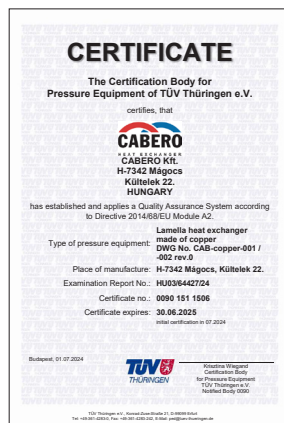 CERTIFICATE
The Certification Body for
Pressure Equipment of TÜV Thüringen e.V.
certifies, that
CABERO
HEAT EXCHANGER
CABERO Kft.
H-7342 Mágocs
Kültelek 22.
HUNGARY
has established and applies a Quality Assurance System according
to Directive 2014/68/EU Module A2.
Type of pressure equipment: Lamella heat exchanger
made of copper
DWG No. CAB-copper-001 /
-002 rev.0
Place of manufacture: H-7342 Mágocs, Kültelek 22.
Examination Report No.: HU03/64427/24
Certificate no.: 0090 151 1506
Certificate expires: 30.06.2025
initial certification in 07.2024
Budapest, 01.07.2024
TÜV
THÜRINGEN
Krisztina Wiegand
Certification Body
for Pressure Equipment
TÜV Thüringen e.V.
Notified Body 0090